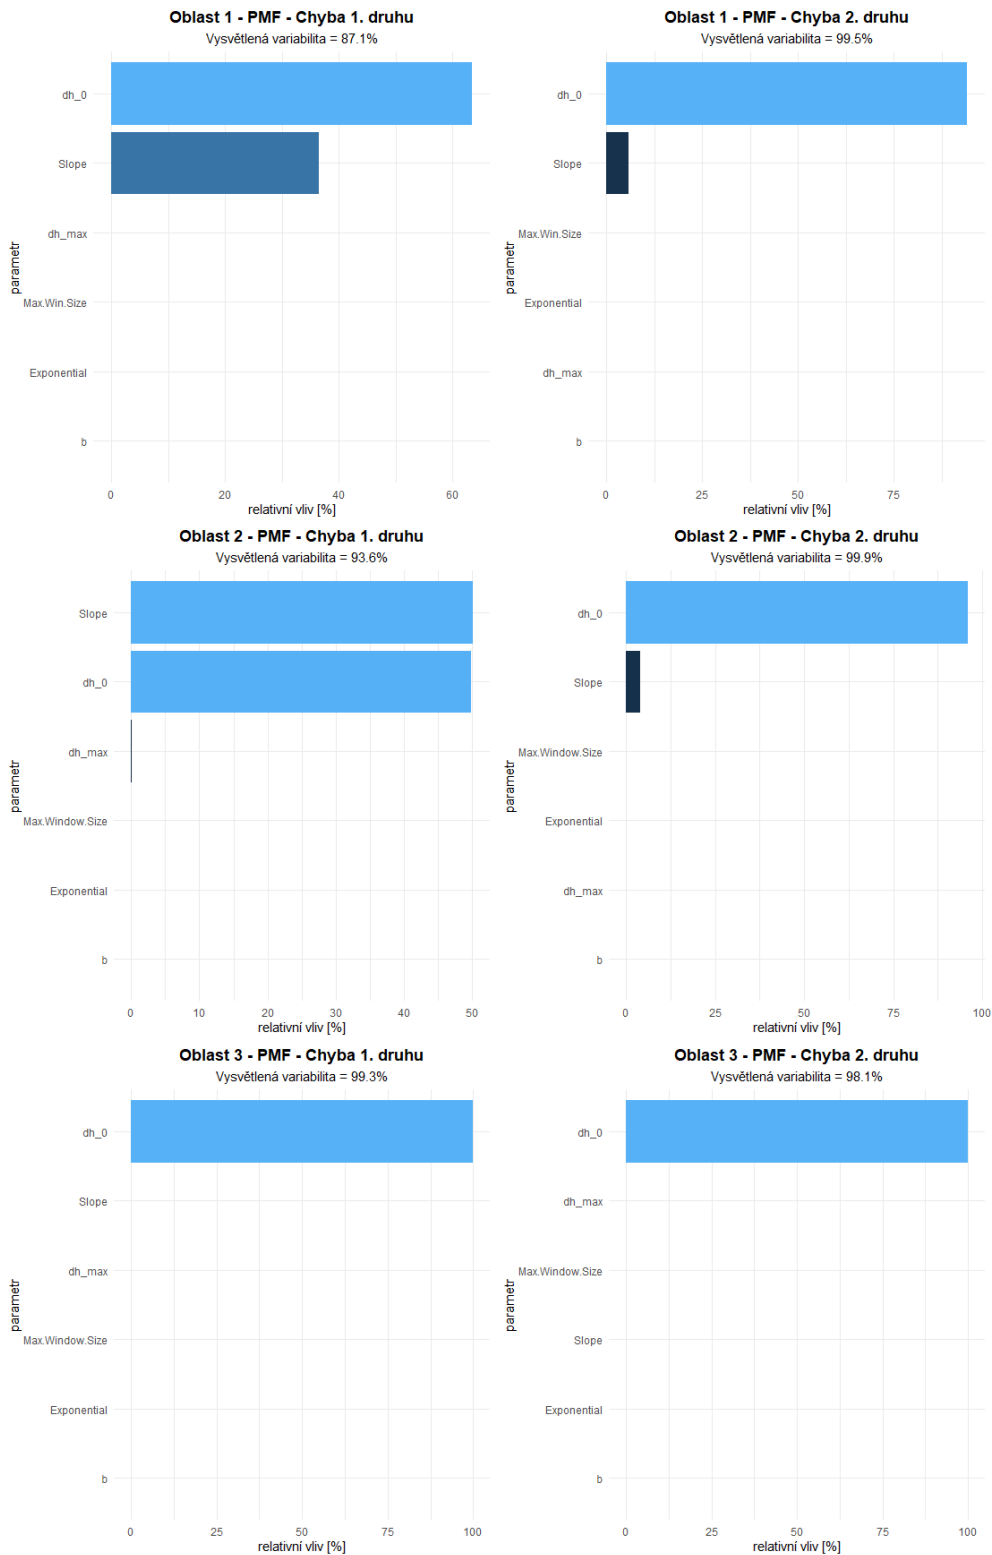 Oblast 1 - PMF - Chyba 1. druhu
Vysvětlená variabilita = 87.1%
parametr
dh_0
Slope
dh_max
Max.Win.Size
Exponential
b
0 20 40 60
relativní vliv [%]
Oblast 1 - PMF - Chyba 2. druhu
Vysvětlená variabilita = 99.5%
parametr
dh_0
Slope
Max.Win.Size
Exponential
dh_max
b
0 25 50 75
relativní vliv [%]
Oblast 2 - PMF - Chyba 1. druhu
Vysvětlená variabilita = 93.6%
parametr
Slope
dh_0
dh_max
Max.Window.Size
Exponential
b
0 10 20 30 40 50
relativní vliv [%]
Oblast 2 - PMF - Chyba 2. druhu
Vysvětlená variabilita = 99.9%
parametr
dh_0
Slope
Max.Window.Size
Exponential
dh_max
b
0 25 50 75 100
relativní vliv [%]
Oblast 3 - PMF - Chyba 1. druhu
Vysvětlená variabilita = 99.3%
parametr
dh_0
Slope
dh_max
Max.Window.Size
Exponential
b
0 25 50 75 100
relativní vliv [%]
Oblast 3 - PMF - Chyba 2. druhu
Vysvětlená variabilita = 98.1%
parametr
dh_0
dh_max
Max.Window.Size
Slope
Exponential
b
0 25 50 75 100
relativní vliv [%]